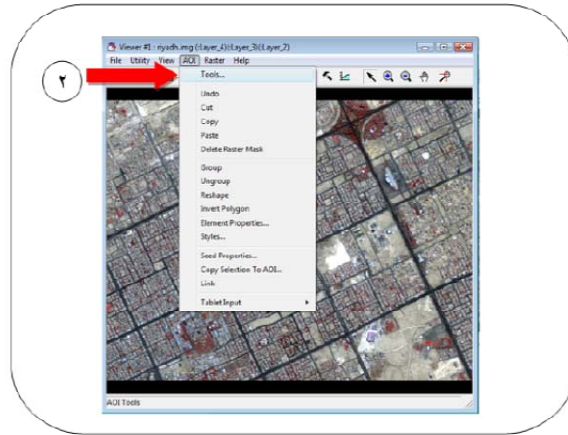 Viewer #1 : riyadh.img (:Layer_4)(:Layer_3)(:Layer_2)
File Utility View AOI Raster Help
٢
Tools...
Undo
Cut
Copy
Paste
Delete Raster Mask
Group
Ungroup
Reshape
Invert Polygon
Element Properties...
Styles...
Seed Properties...
Copy Selection To AOI...
Link
Tablet Input
AOI Tools